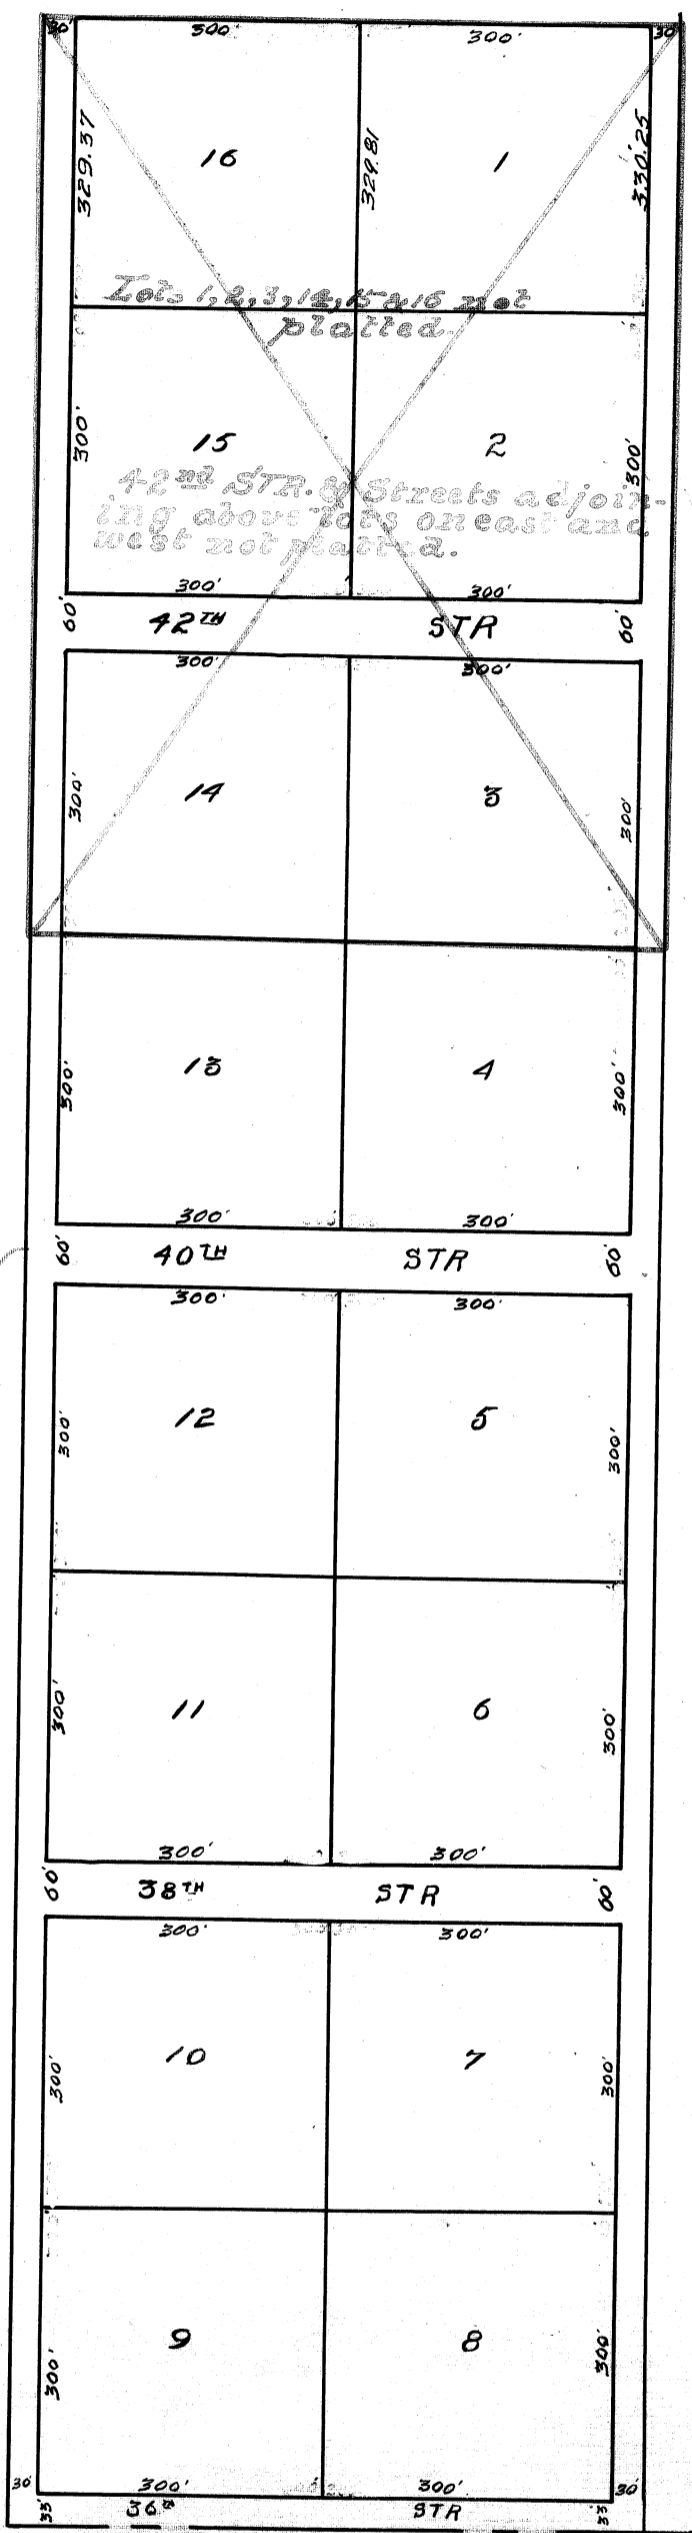 30' 300' 300' 30'
329.37 329.81 330.25
16 1
Lots 1, 2, 3, 14, 15 & 16 not
platted.
300' 15 2 300'
42nd STR. & Streets adjoin-
ing above lots on east and
west not platted.
300' 300'
60' 42TH STR 60'
300' 300'
300' 14 3 300'
300' 13 4 300'
300' 300'
60' 40TH STR 60'
300' 300'
300' 12 5 300'
300' 11 6 300'
300' 300'
60' 38TH STR 60'
300' 300'
300' 10 7 300'
300' 9 8 300'
30' 300' 300' 30'
33' 36TH STR 33'